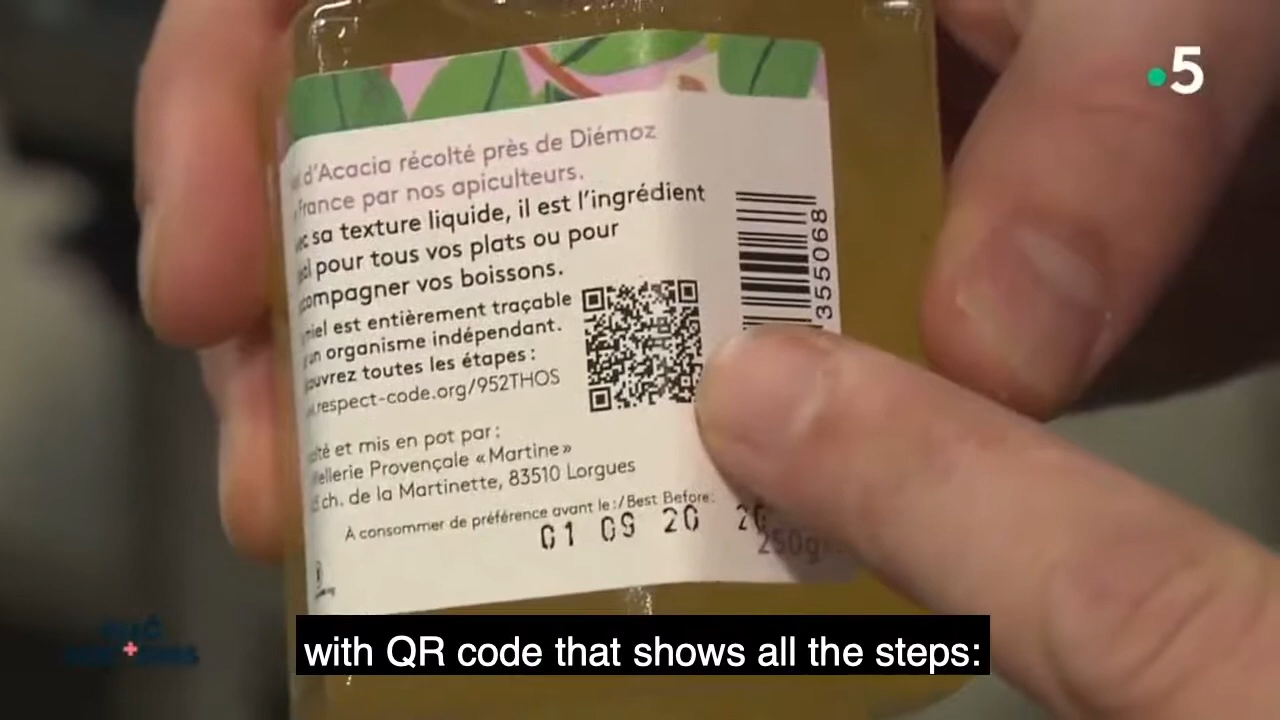 d'Acacia récolté près de Diémoz
France par nos apiculteurs.
sa texture liquide, il est l'ingrédient
pour tous vos plats ou pour
compagner vos boissons.
miel est entièrement traçable
un organisme indépendant.
ouvrez toutes les étapes :
.respect-code.org/952THOS
355068
et mis en pot par :
ellerie Provençale « Martine »
ch. de la Martinette, 83510 Lorgues
À consommer de préférence avant le : / Best Before :
01 09 20
250g
5
with QR code that shows all the steps: